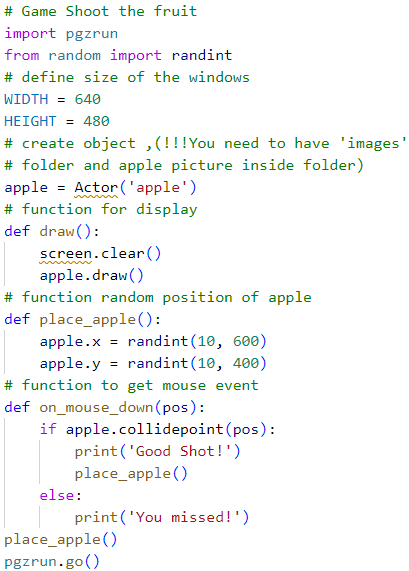 # Game Shoot the fruit
import pgzrun
from random import randint
# define size of the windows
WIDTH = 640
HEIGHT = 480
# create object ,(!!!You need to have 'images'
# folder and apple picture inside folder)
apple = Actor('apple')
# function for display
def draw():
    screen.clear()
    apple.draw()
# function random position of apple
def place_apple():
    apple.x = randint(10, 600)
    apple.y = randint(10, 400)
# function to get mouse event
def on_mouse_down(pos):
    if apple.collidepoint(pos):
        print('Good Shot!')
        place_apple()
    else:
        print('You missed!')
place_apple()
pgzrun.go()